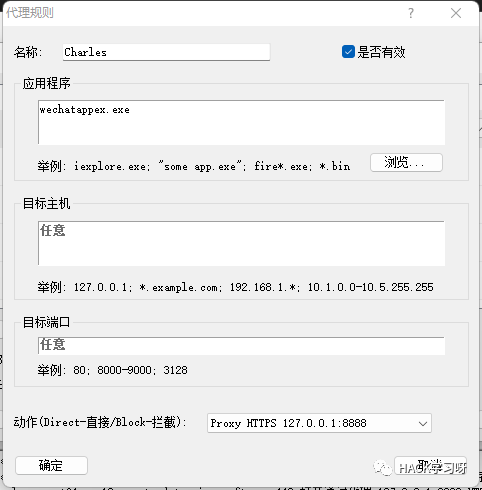 代理规则
名称:
Charles
是否有效
应用程序
wechatappex.exe
举例: iexplore.exe; "some app.exe"; fire*.exe; *.bin
浏览...
目标主机
任意
举例: 127.0.0.1; *.example.com; 192.168.1.*; 10.1.0.0-10.5.255.255
目标端口
任意
举例: 80; 8000-9000; 3128
动作(Direct-直接/Block-拦截):
Proxy HTTPS 127.0.0.1:8888
确定
取消
HACK学习呀